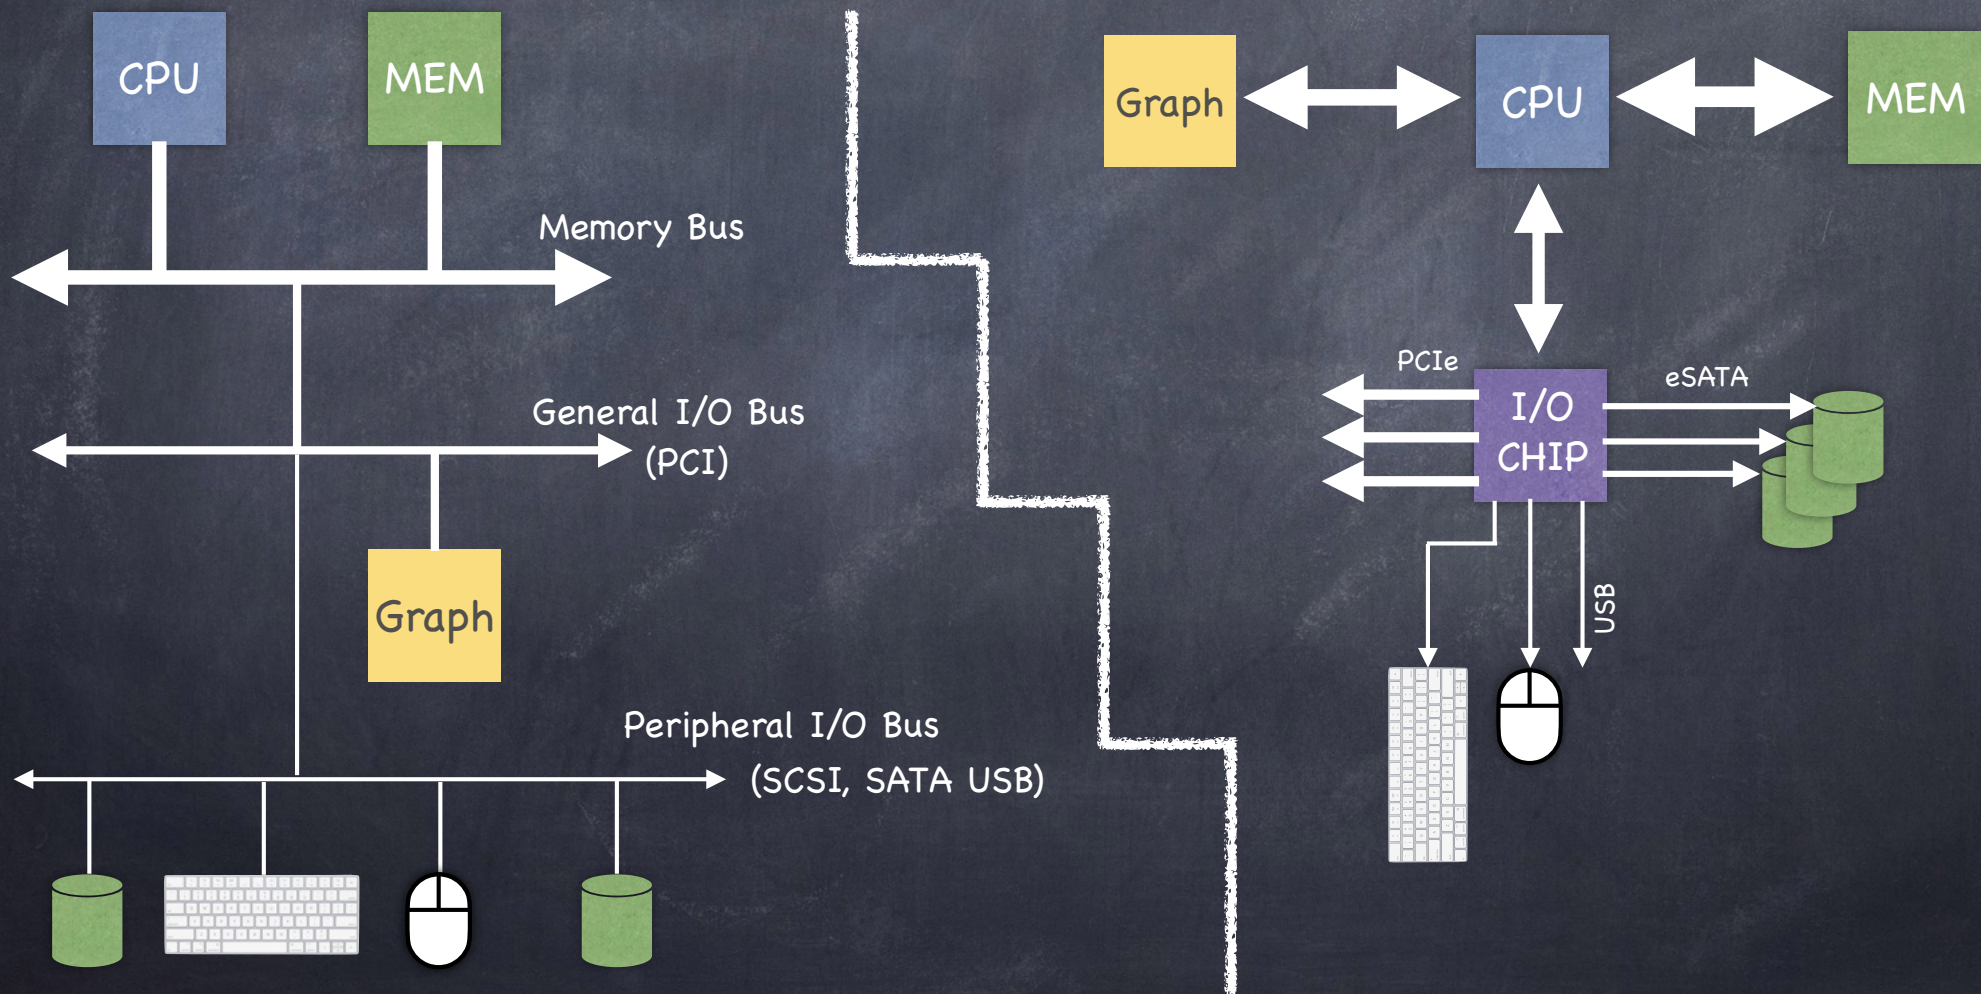 CPU
MEM
Memory Bus
General I/O Bus
(PCI)
Graph
Peripheral I/O Bus
(SCSI, SATA USB)
Graph
CPU
MEM
PCIe
eSATA
I/O
CHIP
USB